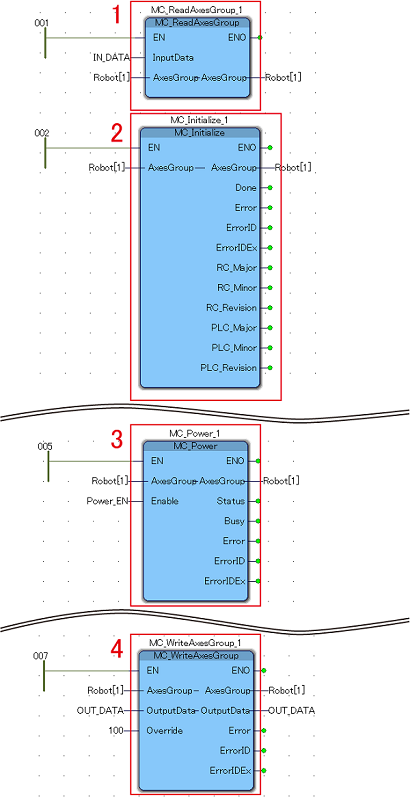 1
MC_ReadAxesGroup_1
001
MC_ReadAxesGroup
EN ENO
IN_DATA InputData
Robot[1] AxesGroup AxesGroup Robot[1]
2
MC_Initialize_1
002
MC_Initialize
EN ENO
Robot[1] AxesGroup AxesGroup Robot[1]
Done
Error
ErrorID
ErrorIDEx
RC_Major
RC_Minor
RC_Revision
PLC_Major
PLC_Minor
PLC_Revision
3
MC_Power_1
005
MC_Power
EN ENO
Robot[1] AxesGroup AxesGroup Robot[1]
Power_EN Enable Status
Busy
Error
ErrorID
ErrorIDEx
4
MC_WriteAxesGroup_1
007
MC_WriteAxesGroup
EN ENO
Robot[1] AxesGroup AxesGroup Robot[1]
OUT_DATA OutputData OutputData OUT_DATA
100 Override Error
ErrorID
ErrorIDEx